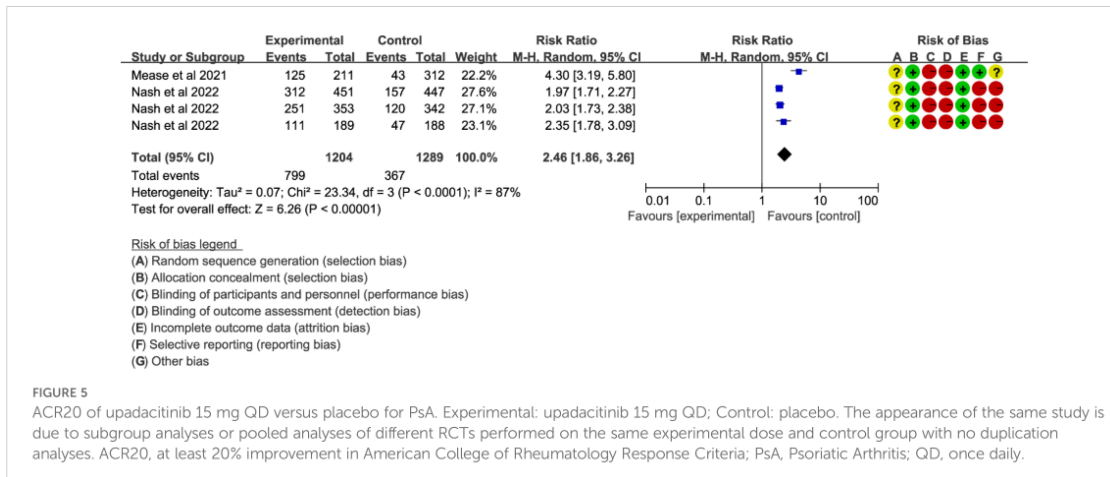 Experimental Control Risk Ratio Risk Ratio Risk of Bias
Study or Subgroup Events Total Events Total Weight M-H, Random, 95% CI M-H, Random, 95% CI A B C D E F G
Mease et al 2021 125 211 43 312 22.2% 4.30 [3.19, 5.80] ? + - - + + ?
Nash et al 2022 312 451 157 447 27.6% 1.97 [1.71, 2.27] ? + - - + - -
Nash et al 2022 251 353 120 342 27.1% 2.03 [1.73, 2.38] ? + - - + - -
Nash et al 2022 111 189 47 188 23.1% 2.35 [1.78, 3.09] ? + - - + - -
Total (95% CI) 1204 1289 100.0% 2.46 [1.86, 3.26]
Total events 799 367
Heterogeneity: Tau² = 0.07; Chi² = 23.34, df = 3 (P < 0.0001); I² = 87%
Test for overall effect: Z = 6.26 (P < 0.00001)
0.01 0.1 1 10 100
Favours [experimental] Favours [control]
Risk of bias legend
(A) Random sequence generation (selection bias)
(B) Allocation concealment (selection bias)
(C) Blinding of participants and personnel (performance bias)
(D) Blinding of outcome assessment (detection bias)
(E) Incomplete outcome data (attrition bias)
(F) Selective reporting (reporting bias)
(G) Other bias
FIGURE 5
ACR20 of upadacitinib 15 mg QD versus placebo for PsA. Experimental: upadacitinib 15 mg QD; Control: placebo. The appearance of the same study is
due to subgroup analyses or pooled analyses of different RCTs performed on the same experimental dose and control group with no duplication
analyses. ACR20, at least 20% improvement in American College of Rheumatology Response Criteria; PsA, Psoriatic Arthritis; QD, once daily.